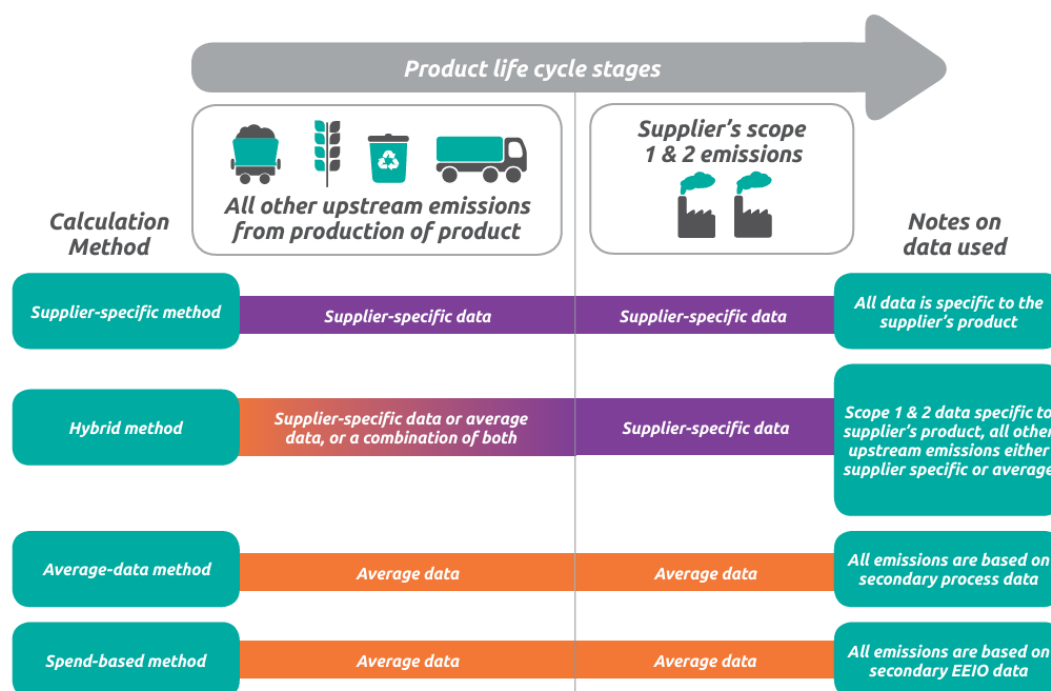 Product life cycle stages
All other upstream emissions
from production of product
Supplier's scope
1 & 2 emissions
Calculation
Method
Notes on
data used
Supplier-specific method
Supplier-specific data
Supplier-specific data
All data is specific to the
supplier's product
Hybrid method
Supplier-specific data or average
data, or a combination of both
Supplier-specific data
Scope 1 & 2 data specific to
supplier's product, all other
upstream emissions either
supplier specific or average
Average-data method
Average data
Average data
All emissions are based on
secondary process data
Spend-based method
Average data
Average data
All emissions are based on
secondary EEIO data